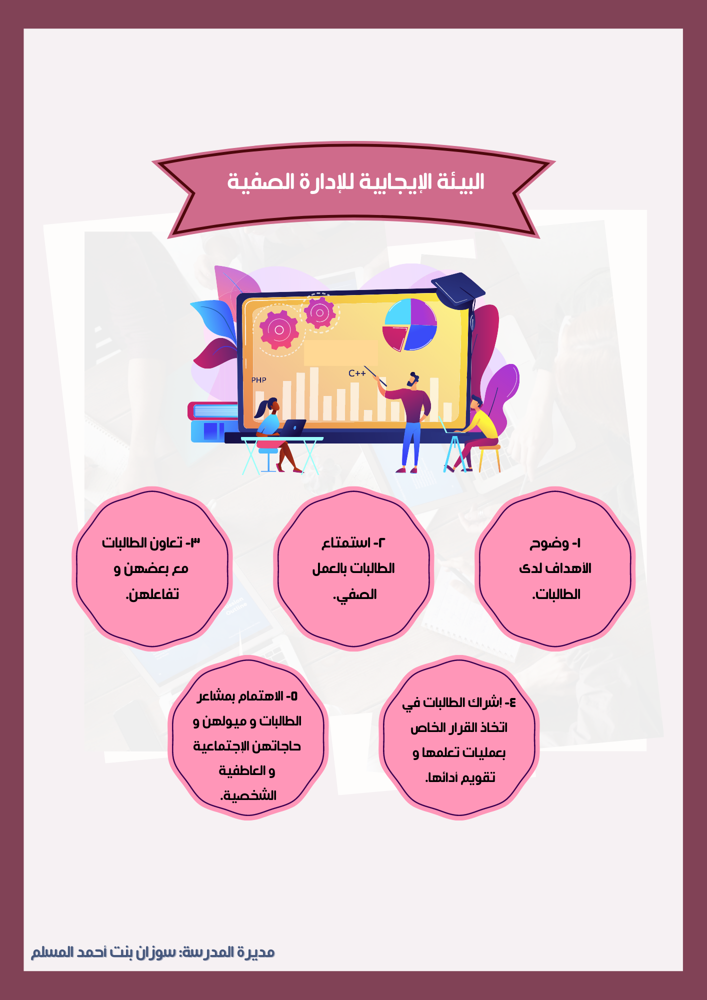 البيئة الإيجابية للإدارة الصفية
PHP
C++
١- وضوح
الأهداف لدى
الطالبات.
٢- استمتاع
الطالبات بالعمل
الصفي.
٣- تعاون الطالبات
مع بعضهن و
تفاعلهن.
٤- إشراك الطالبات في
اتخاذ القرار الخاص
بعمليات تعلمها و
تقويم أدائها.
٥- الاهتمام بمشاعر
الطالبات و ميولهن و
حاجاتهن الإجتماعية
و العاطفية
الشخصية.
Outline
مديرة المدرسة: سوزان بنت أحمد المسلم